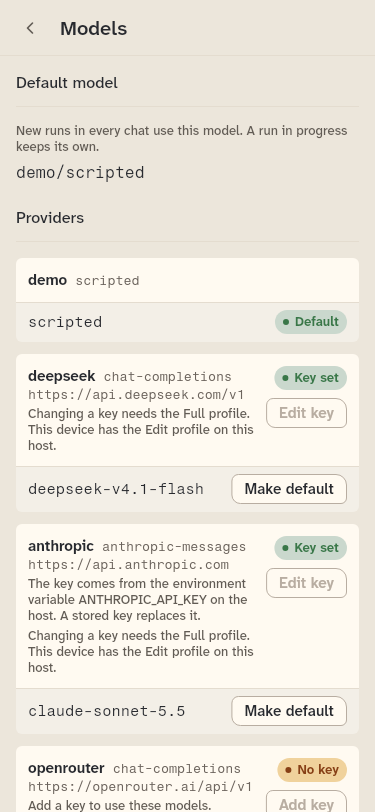 Models
Default model
New runs in every chat use this model. A run in progress
keeps its own.
demo/scripted
Providers
demo scripted
scripted Default
deepseek chat-completions Key set
https://api.deepseek.com/v1
Changing a key needs the Full profile. Edit key
This device has the Edit profile on this
host.
deepseek-v4.1-flash Make default
anthropic anthropic-messages Key set
https://api.anthropic.com
The key comes from the environment Edit key
variable ANTHROPIC_API_KEY on the
host. A stored key replaces it.
Changing a key needs the Full profile.
This device has the Edit profile on this
host.
claude-sonnet-5.5 Make default
openrouter chat-completions No key
https://openrouter.ai/api/v1
Add a key to use these models. Add key